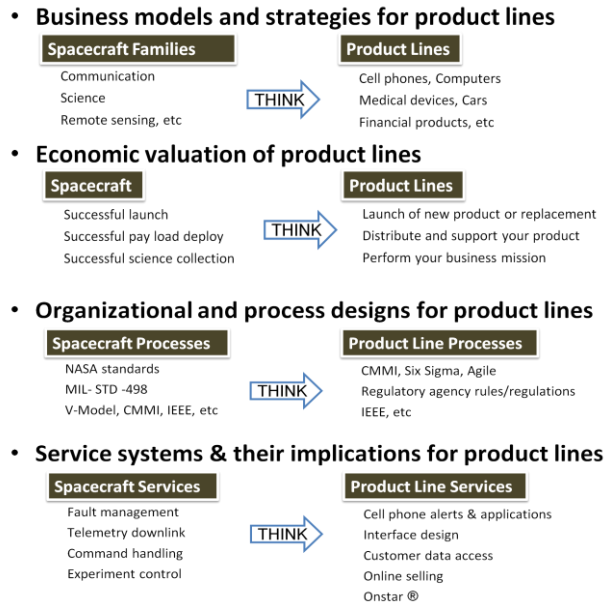 • Business models and strategies for product lines
Spacecraft Families
Communication
Science
Remote sensing, etc
THINK
Product Lines
Cell phones, Computers
Medical devices, Cars
Financial products, etc
• Economic valuation of product lines
Spacecraft
Successful launch
Successful pay load deploy
Successful science collection
THINK
Product Lines
Launch of new product or replacement
Distribute and support your product
Perform your business mission
• Organizational and process designs for product lines
Spacecraft Processes
NASA standards
MIL- STD -498
V-Model, CMMI, IEEE, etc
THINK
Product Line Processes
CMMI, Six Sigma, Agile
Regulatory agency rules/regulations
IEEE, etc
• Service systems & their implications for product lines
Spacecraft Services
Fault management
Telemetry downlink
Command handling
Experiment control
THINK
Product Line Services
Cell phone alerts & applications
Interface design
Customer data access
Online selling
Onstar ®